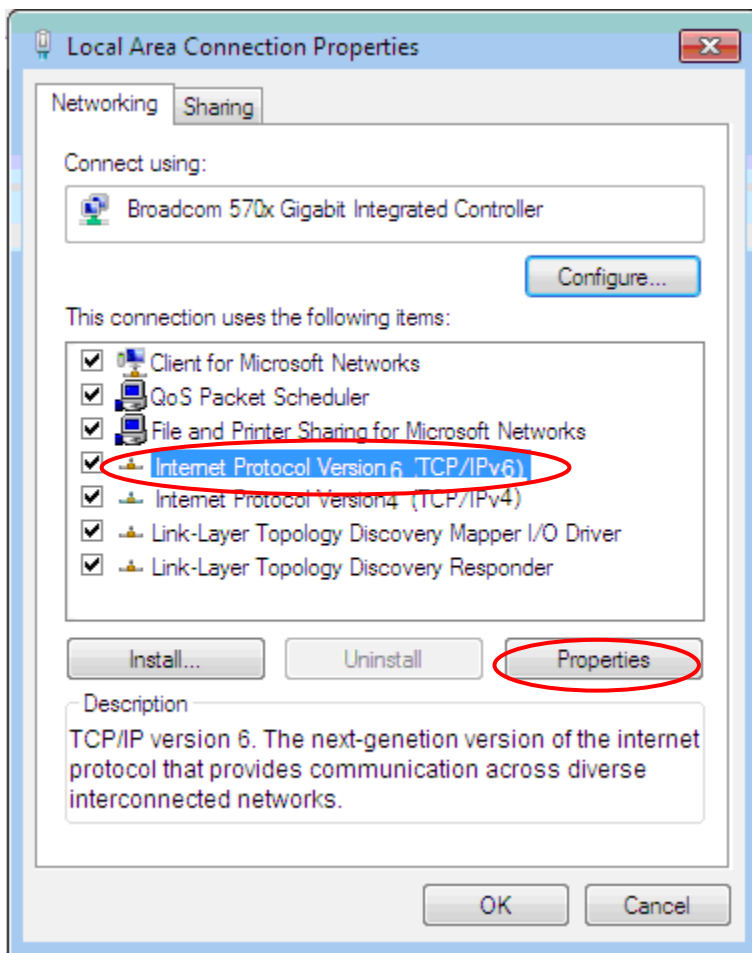 Local Area Connection Properties
Networking
Sharing
Connect using:
Broadcom 570x Gigabit Integrated Controller
Configure...
This connection uses the following items:
Client for Microsoft Networks
QoS Packet Scheduler
File and Printer Sharing for Microsoft Networks
Internet Protocol Version 6 (TCP/IPv6)
Internet Protocol Version4 (TCP/IPv4)
Link-Layer Topology Discovery Mapper I/O Driver
Link-Layer Topology Discovery Responder
Install...
Uninstall
Properties
Description
TCP/IP version 6. The next-genetion version of the internet
protocol that provides communication across diverse
interconnected networks.
OK
Cancel